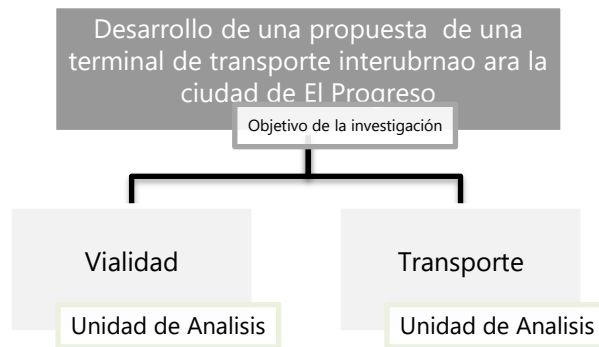 Desarrollo de una propuesta de una
terminal de transporte interubrnao ara la
ciudad de El Progreso
Objetivo de la investigación
Vialidad
Unidad de Analisis
Transporte
Unidad de Analisis